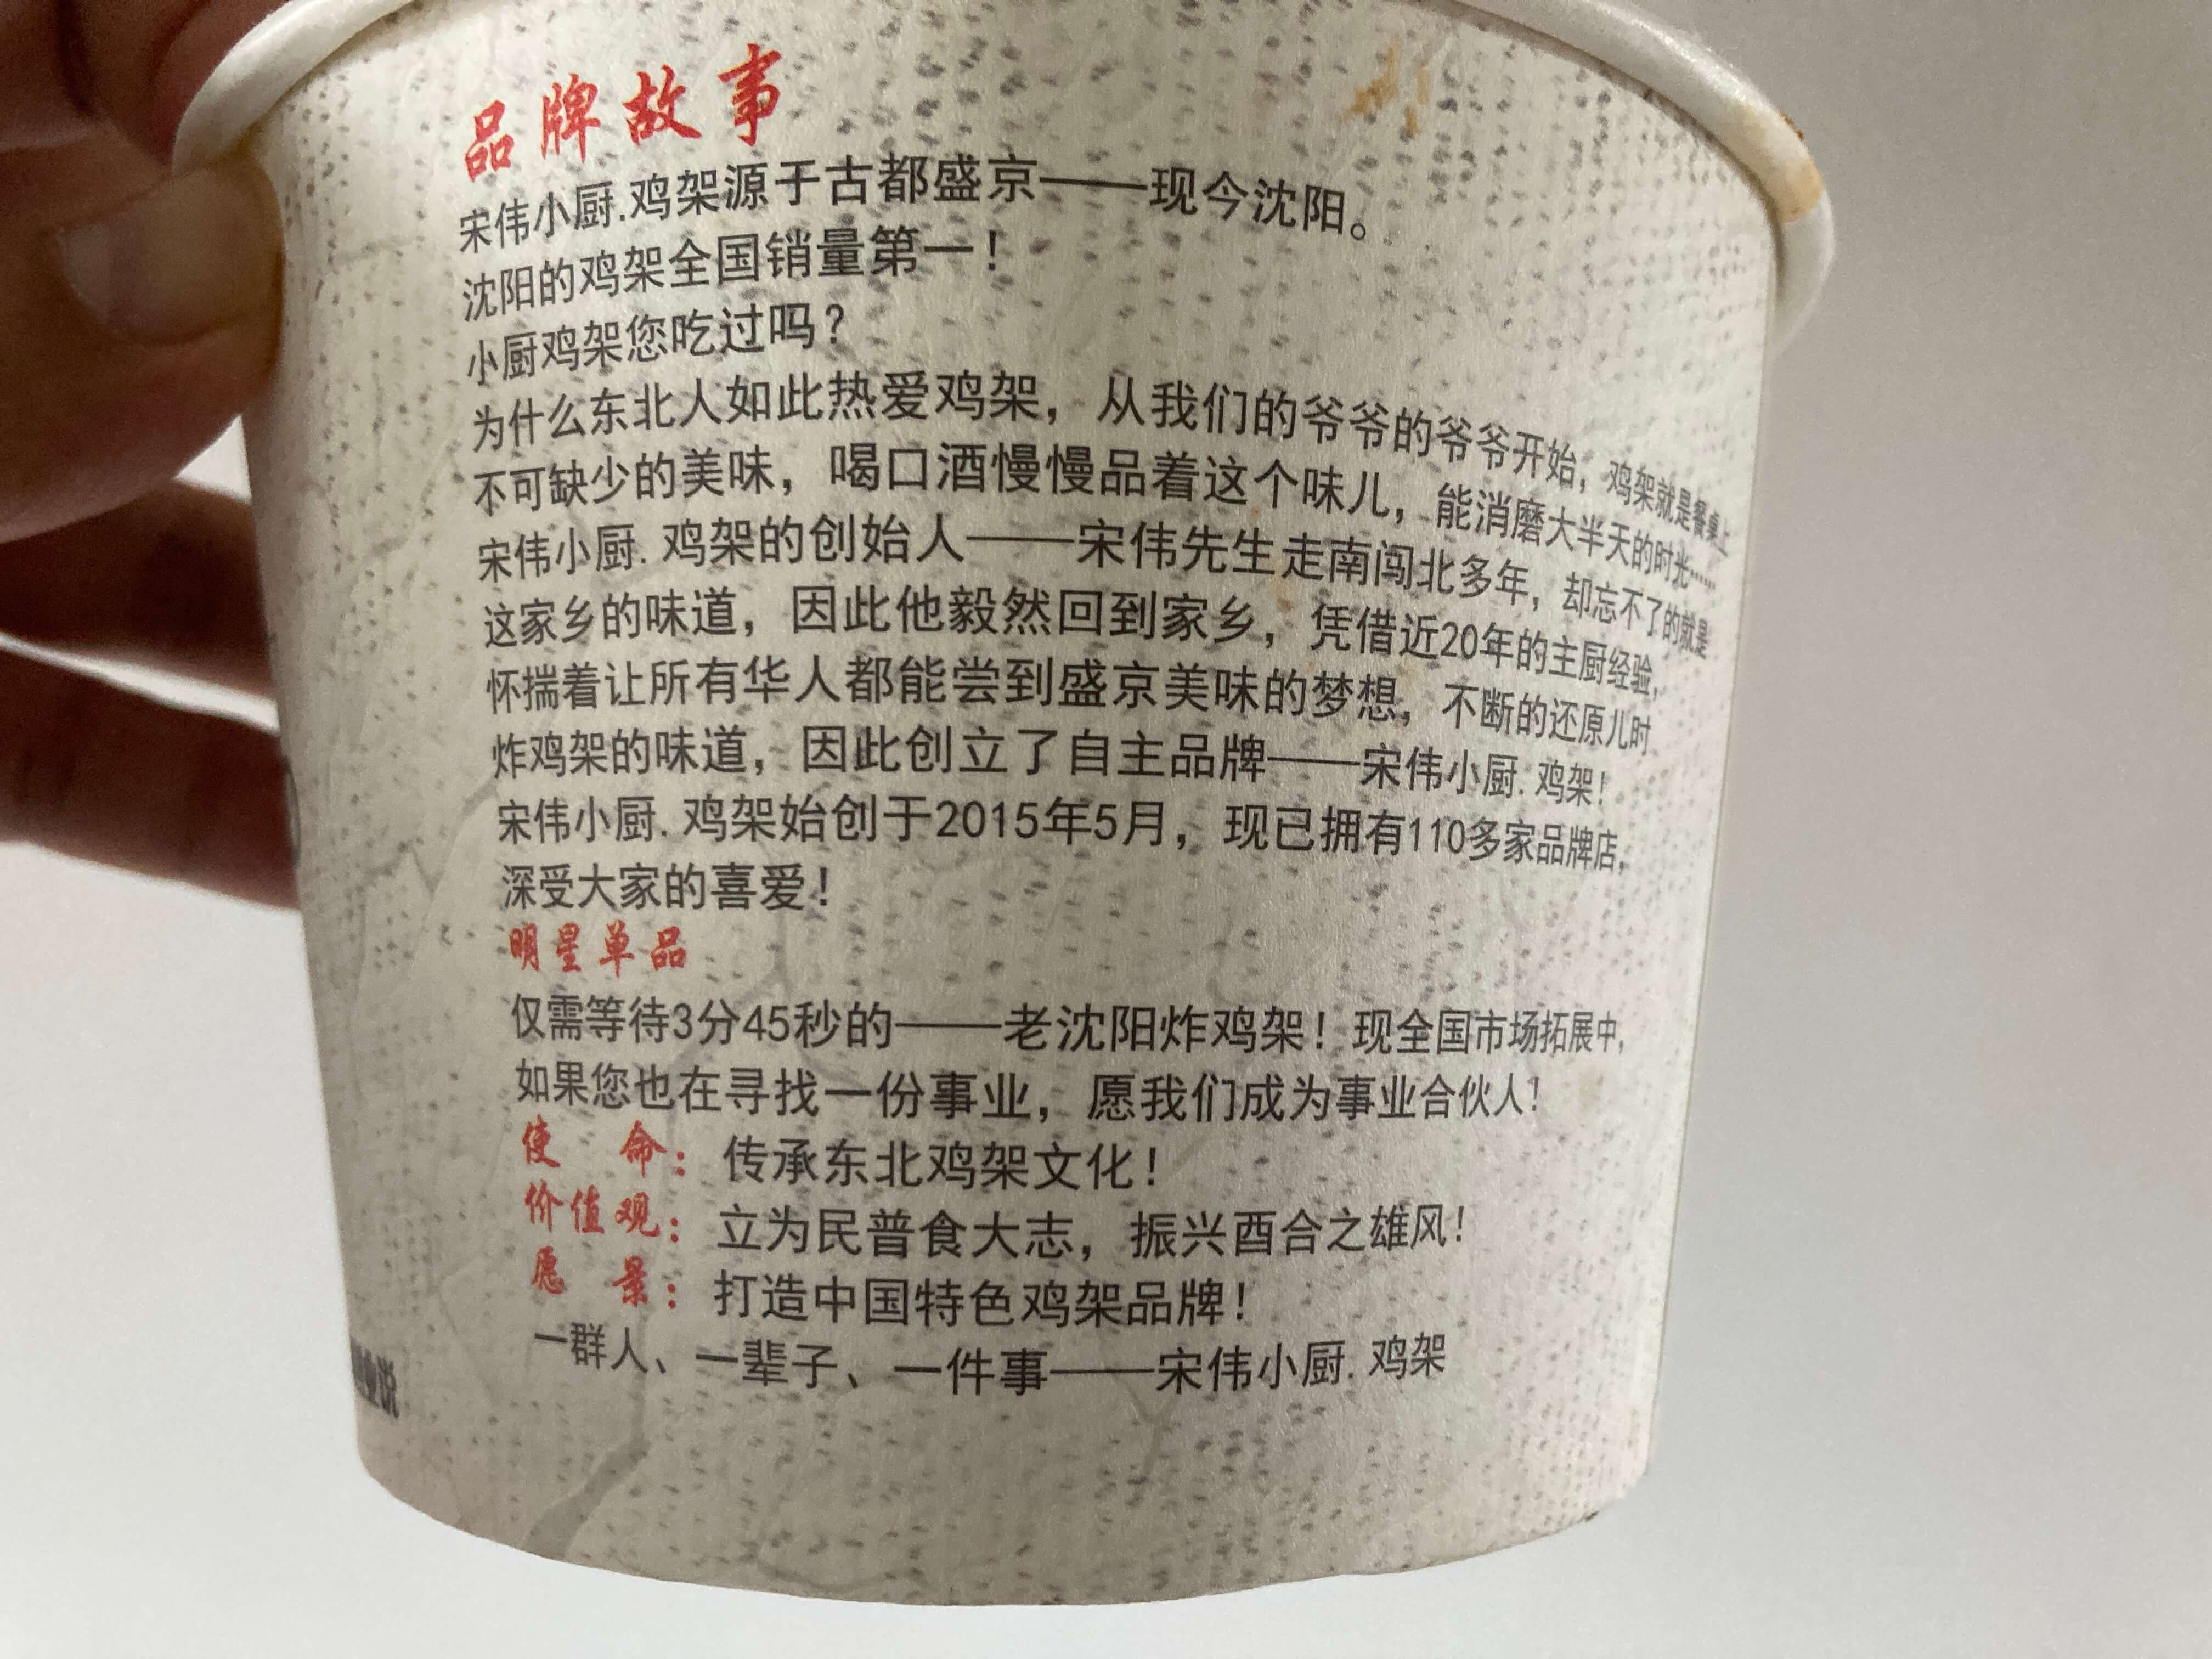 品牌故事
宋伟小厨.鸡架源于古都盛京——现今沈阳。
沈阳的鸡架全国销量第一！
小厨鸡架您吃过吗？
为什么东北人如此热爱鸡架，从我们的爷爷的爷爷开始，鸡架就是餐桌上
不可缺少的美味，喝口酒慢慢品着这个味儿，能消磨大半天的时光……
宋伟小厨.鸡架的创始人——宋伟先生走南闯北多年，却忘不了的就是
这家乡的味道，因此他毅然回到家乡，凭借近20年的主厨经验，
怀揣着让所有华人都能尝到盛京美味的梦想，不断的还原儿时
炸鸡架的味道，因此创立了自主品牌——宋伟小厨.鸡架！
宋伟小厨.鸡架始创于2015年5月，现已拥有110多家品牌店，
深受大家的喜爱！
明星单品
仅需等待3分45秒的——老沈阳炸鸡架！现全国市场拓展中，
如果您也在寻找一份事业，愿我们成为事业合伙人！
使 命：传承东北鸡架文化！
价值观：立为民普食大志，振兴酉合之雄风！
愿 景：打造中国特色鸡架品牌！
一群人、一辈子、一件事——宋伟小厨.鸡架